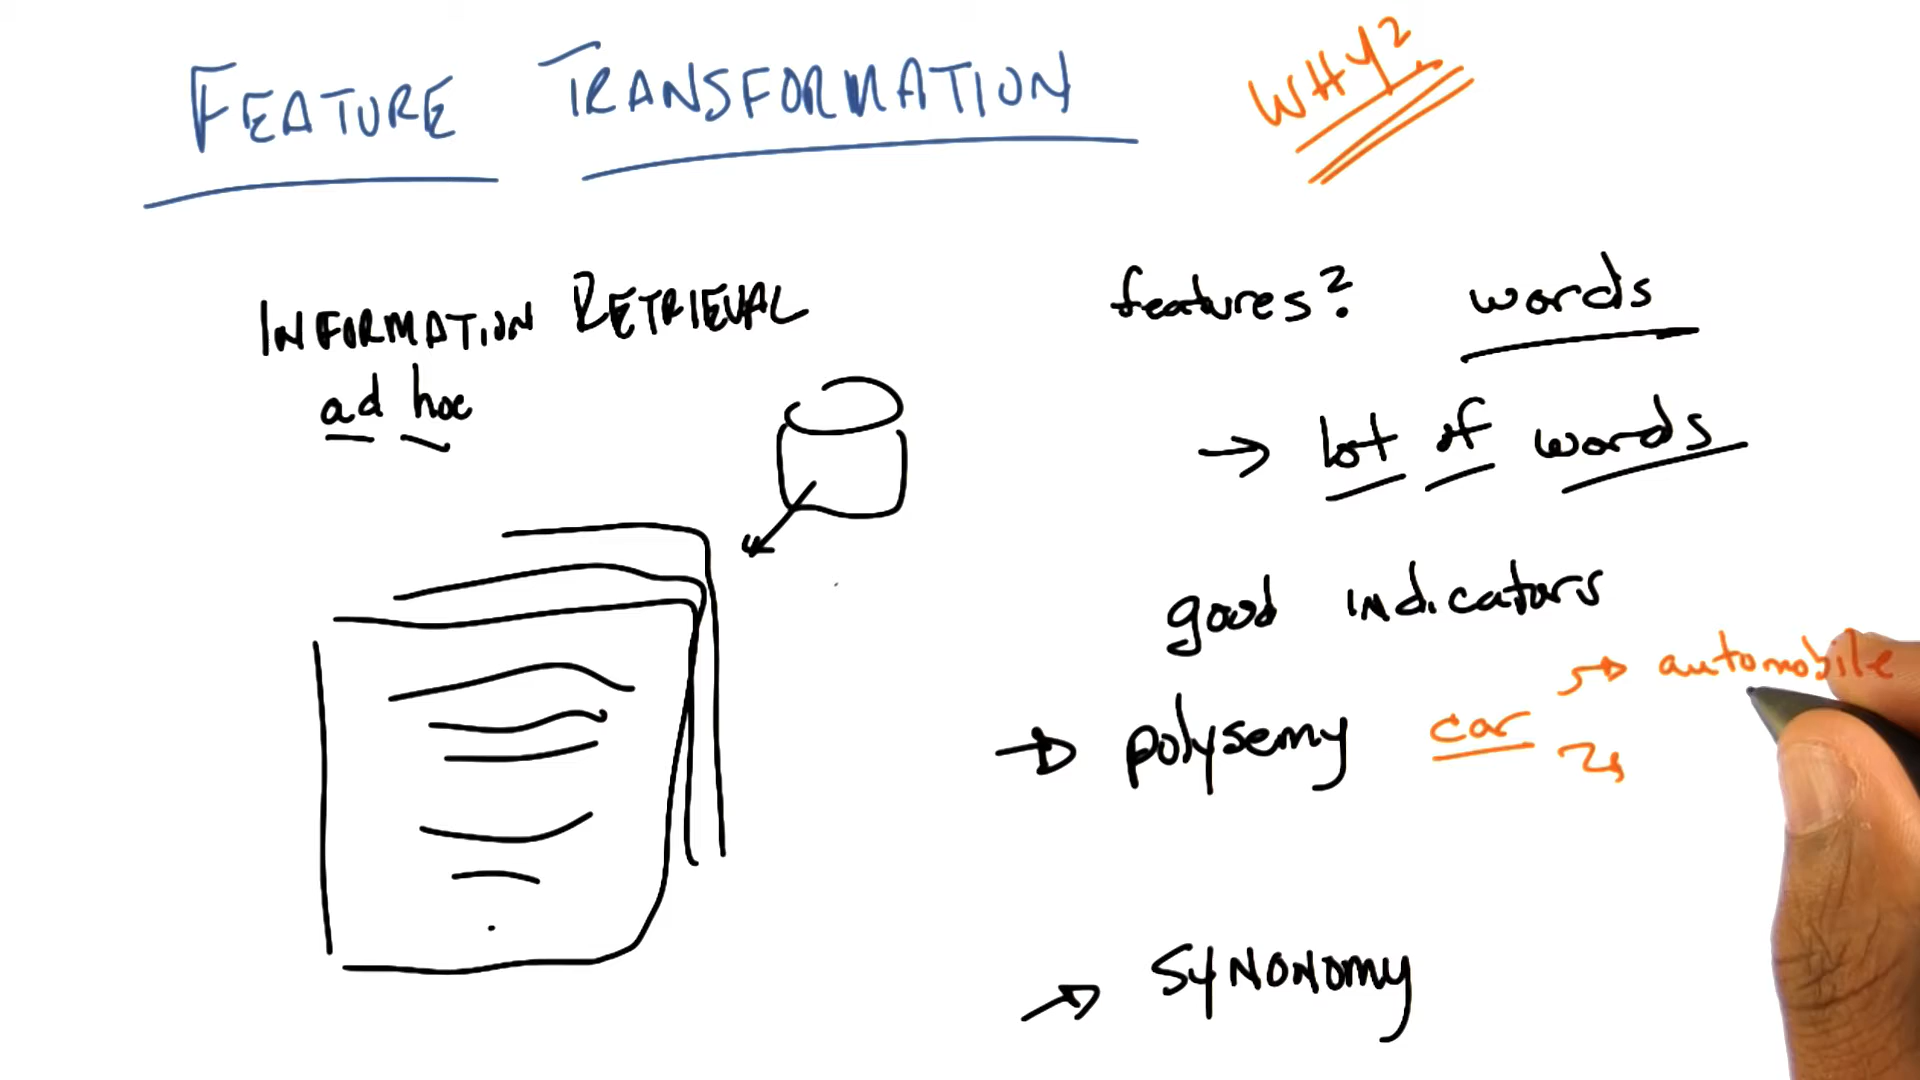 FEATURE TRANSFORMATION WHY?
INFORMATION RETRIEVAL
ad hoc
features? words
→ lot of words
good indicators
→ polysemy car → automobile
→ SYNONOMY